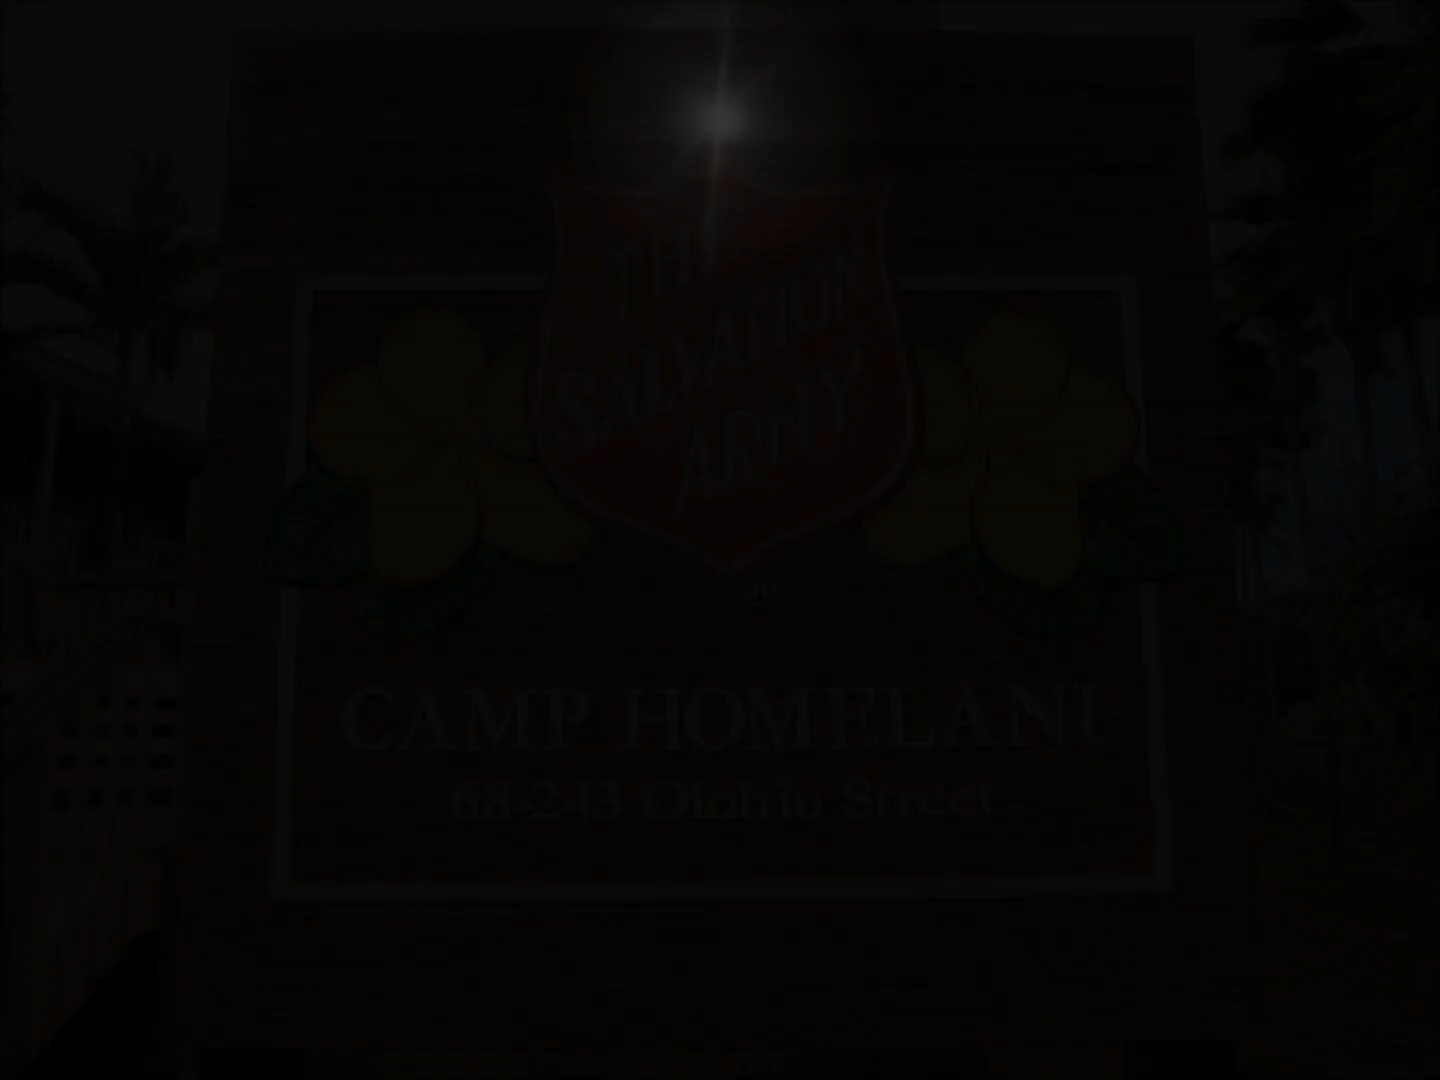 THE
SALVATION
ARMY
®
CAMP HOMELANI
68-243 Olohio Street